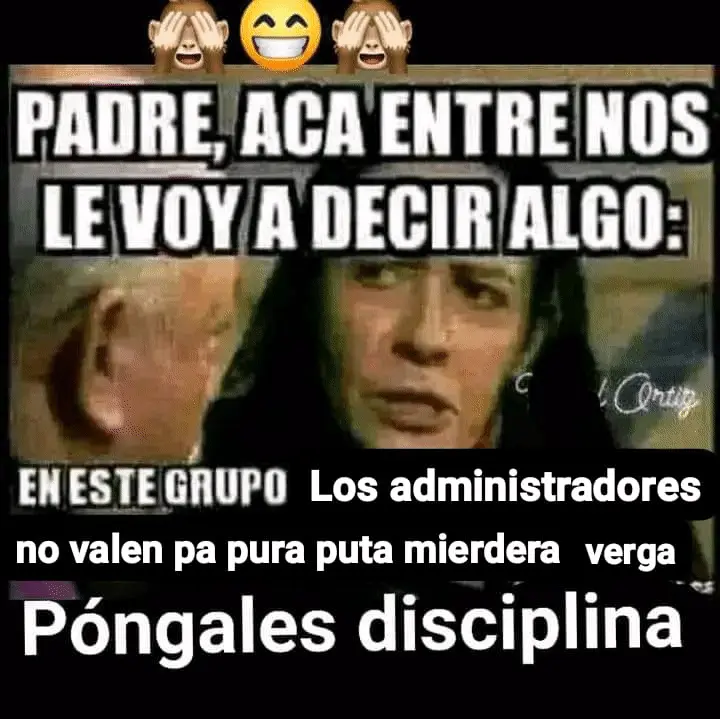 PADRE, ACA ENTRE NOS
LE VOY A DECIR ALGO:
Ortiz
EN ESTE GRUPO Los administradores
no valen pa pura puta mierdera verga
Póngales disciplina